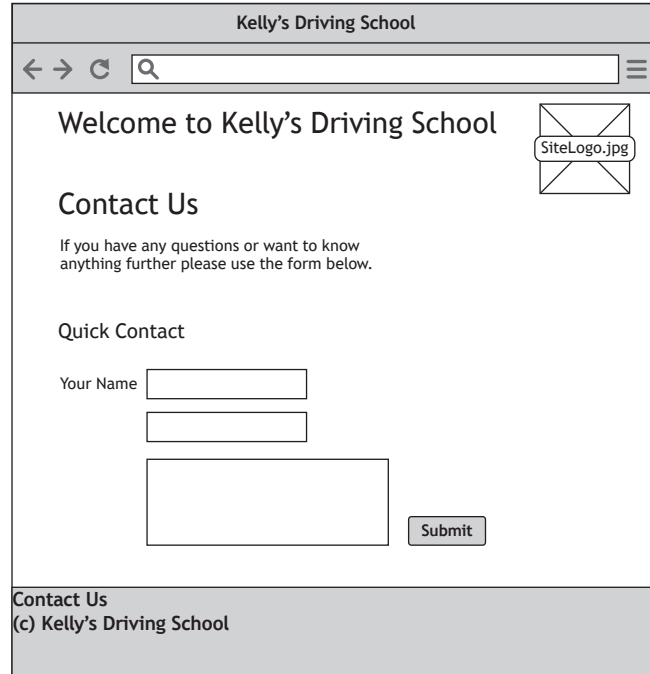 Kelly’s Driving School
Welcome to Kelly’s Driving School
SiteLogo.jpg
Contact Us
If you have any questions or want to know
anything further please use the form below.
Quick Contact
Your Name
Submit
Contact Us
(c) Kelly’s Driving School